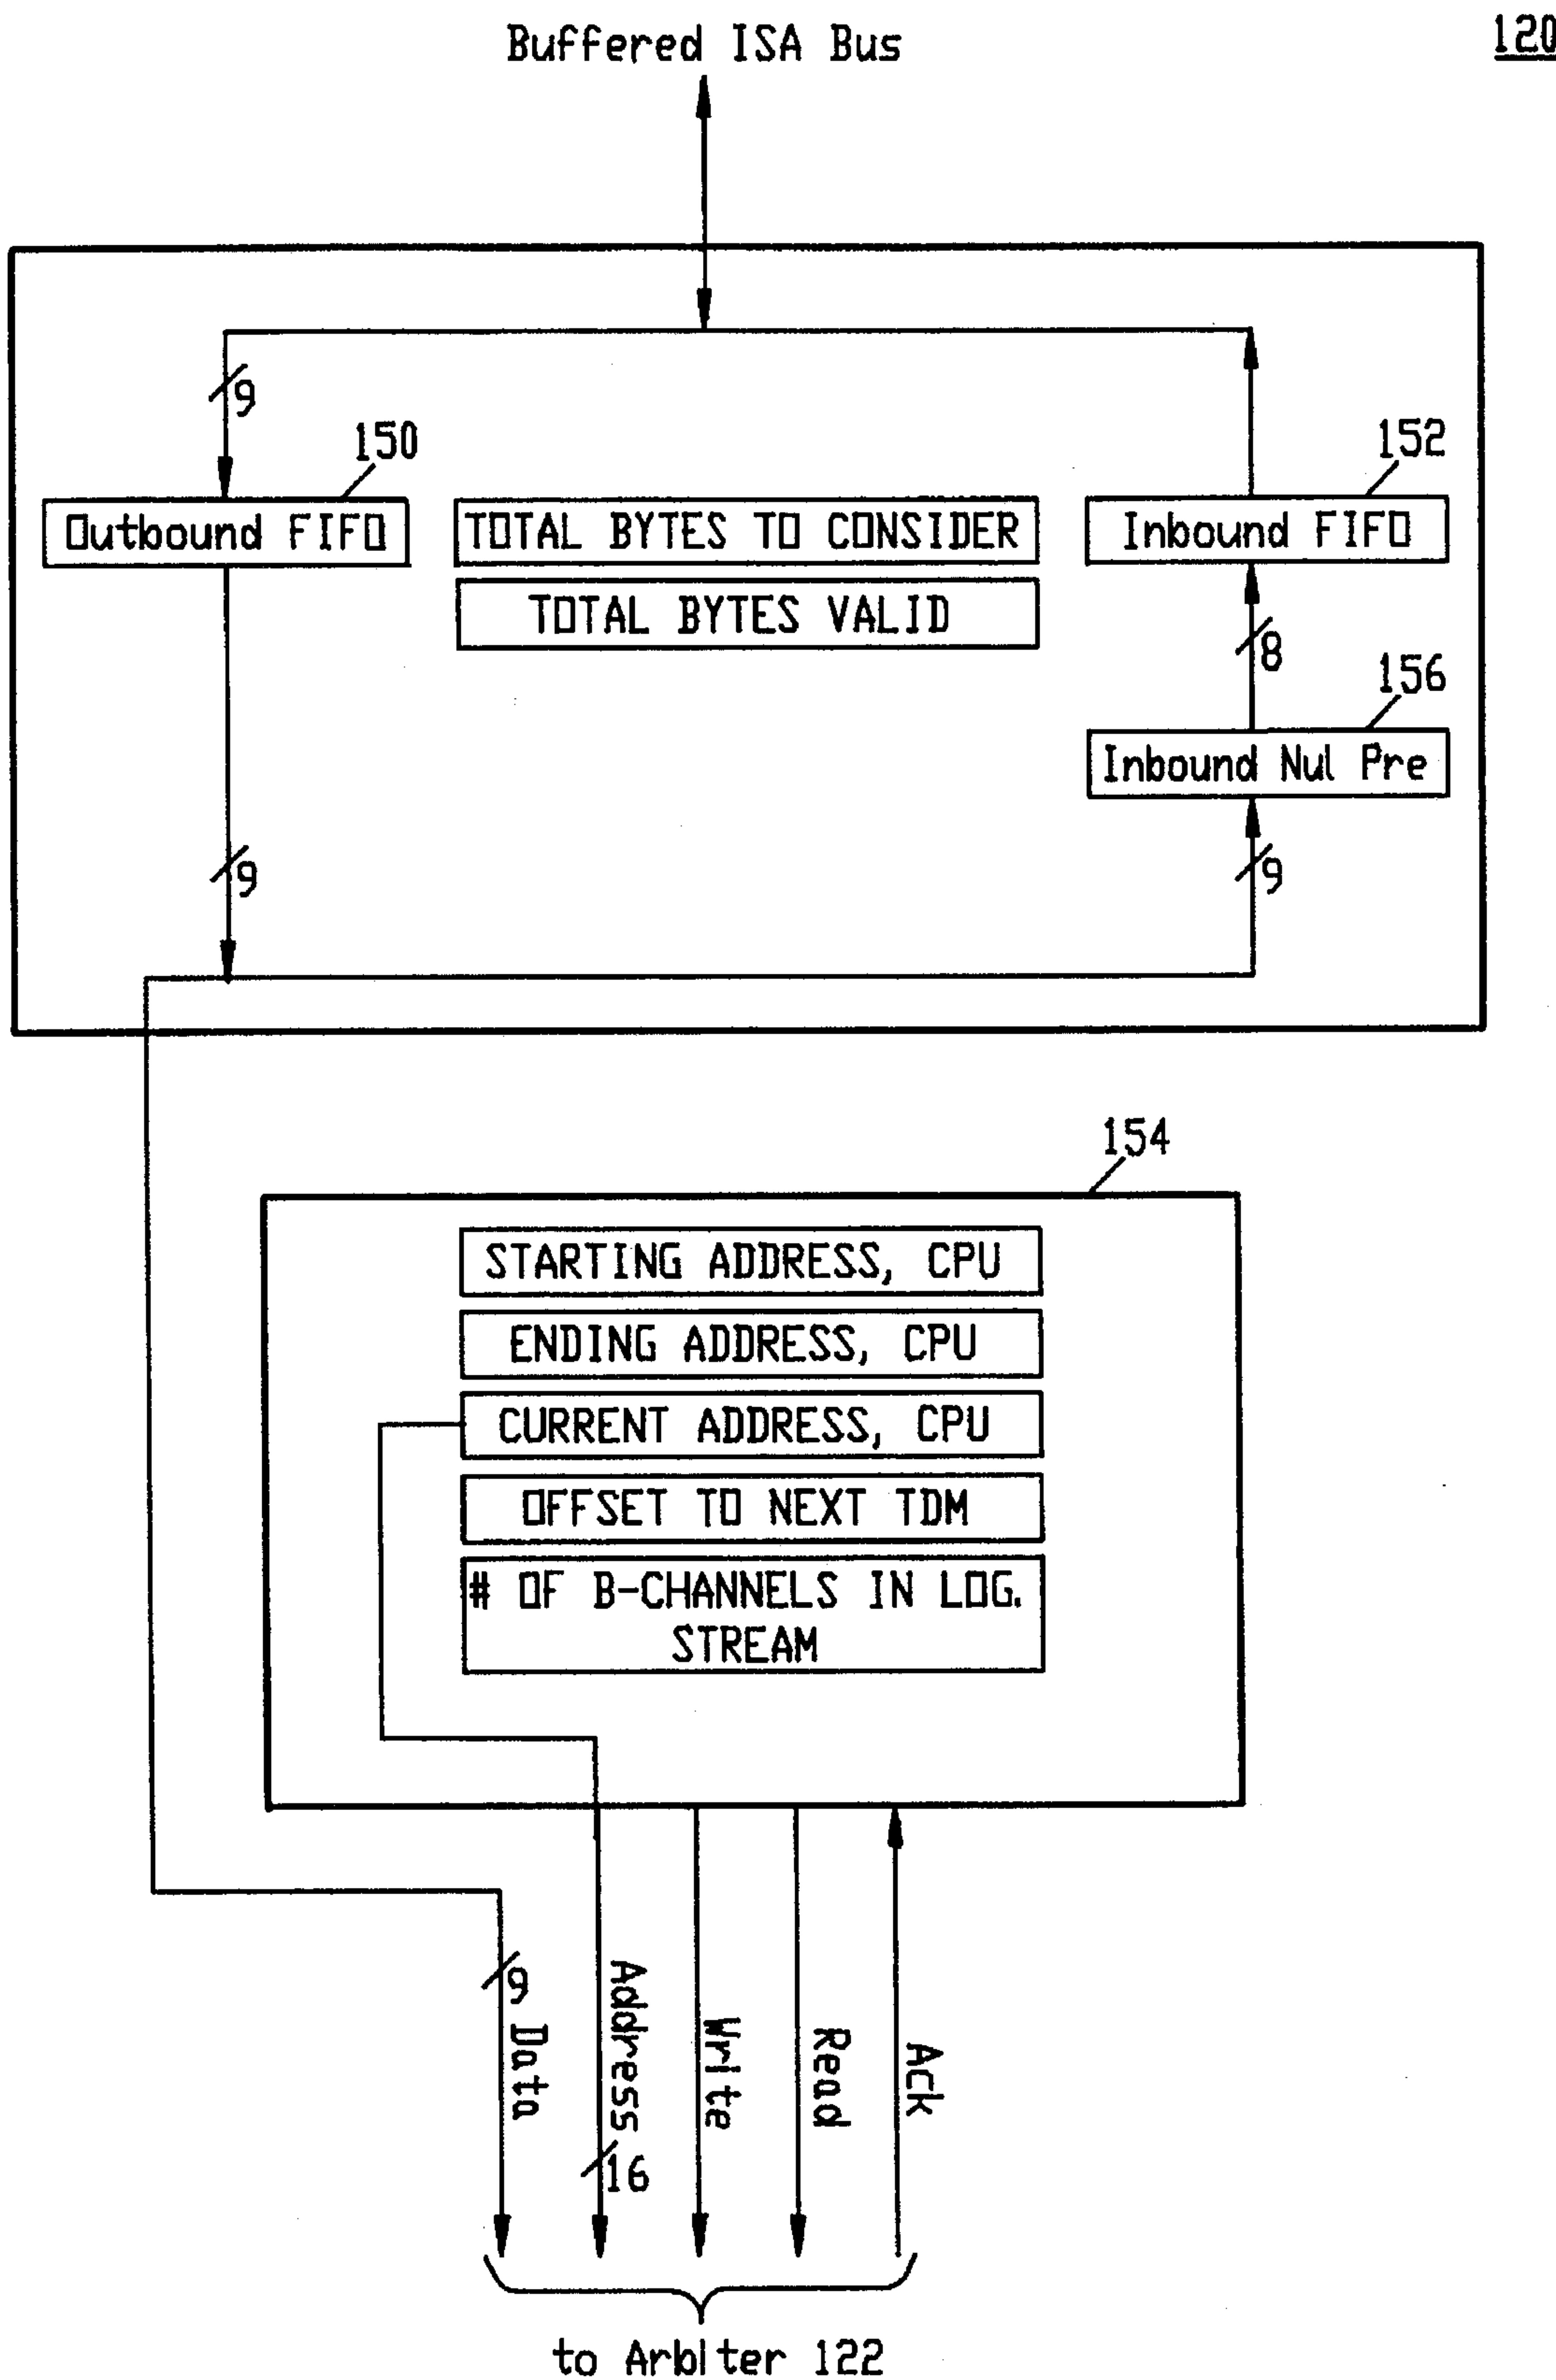 Buffered ISA Bus
120
9
150
152
Outbound FIFO
TOTAL BYTES TO CONSIDER
Inbound FIFO
TOTAL BYTES VALID
8
156
Inbound Nul Pre
9
9
154
STARTING ADDRESS, CPU
ENDING ADDRESS, CPU
CURRENT ADDRESS, CPU
OFFSET TO NEXT TDM
# OF B-CHANNELS IN LOG.
STREAM
9 Data
Address 16
Write
Read
Ack
to Arbiter 122